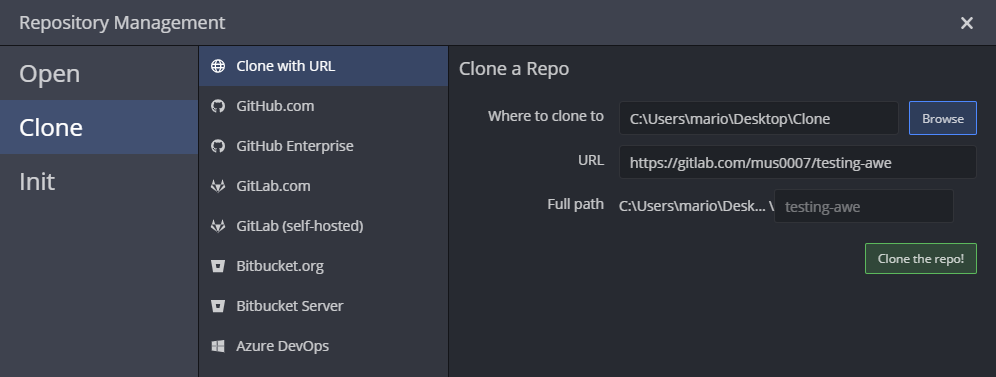 Repository Management
Open
Clone
Init
Clone with URL
GitHub.com
GitHub Enterprise
GitLab.com
GitLab (self-hosted)
Bitbucket.org
Bitbucket Server
Azure DevOps
Clone a Repo
Where to clone to C:\Users\mario\Desktop\Clone Browse
URL https://gitlab.com/mus0007/testing-awe
Full path C:\Users\mario\Desk... \ testing-awe
Clone the repo!